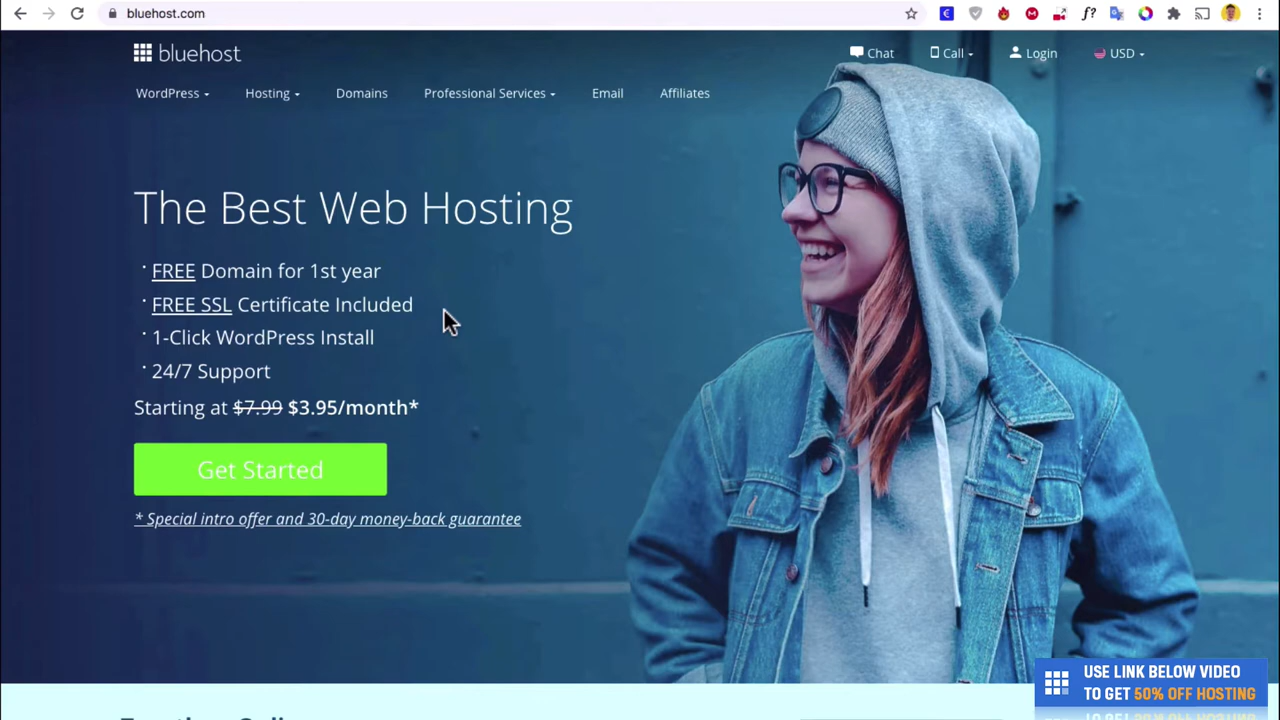 bluehost.com
f?
bluehost
Chat
Call
Login
USD
WordPress
Hosting
Domains
Professional Services
Email
Affiliates
The Best Web Hosting
FREE Domain for 1st year
FREE SSL Certificate Included
1-Click WordPress Install
24/7 Support
Starting at $7.99 $3.95/month*
Get Started
* Special intro offer and 30-day money-back guarantee
USE LINK BELOW VIDEO
TO GET 50% OFF HOSTING